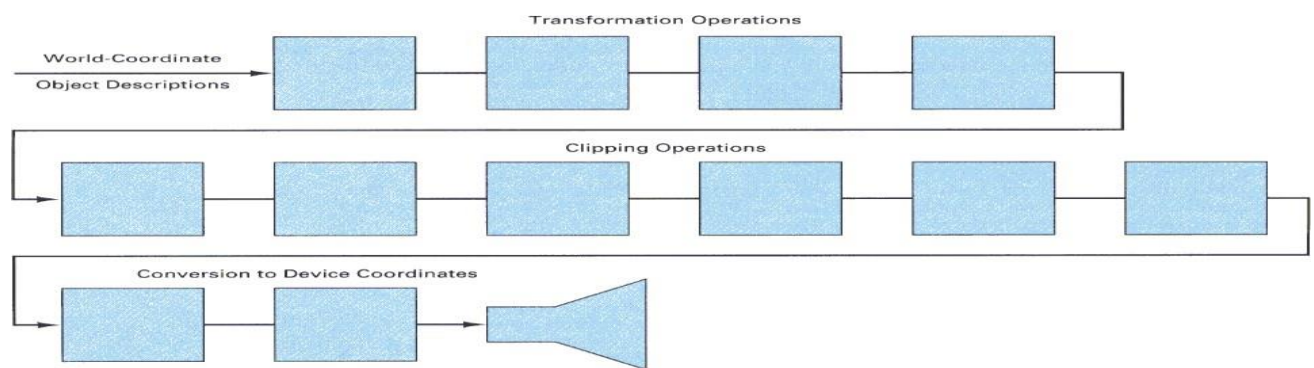 Transformation Operations
World-Coordinate
Object Descriptions
Clipping Operations
Conversion to Device Coordinates